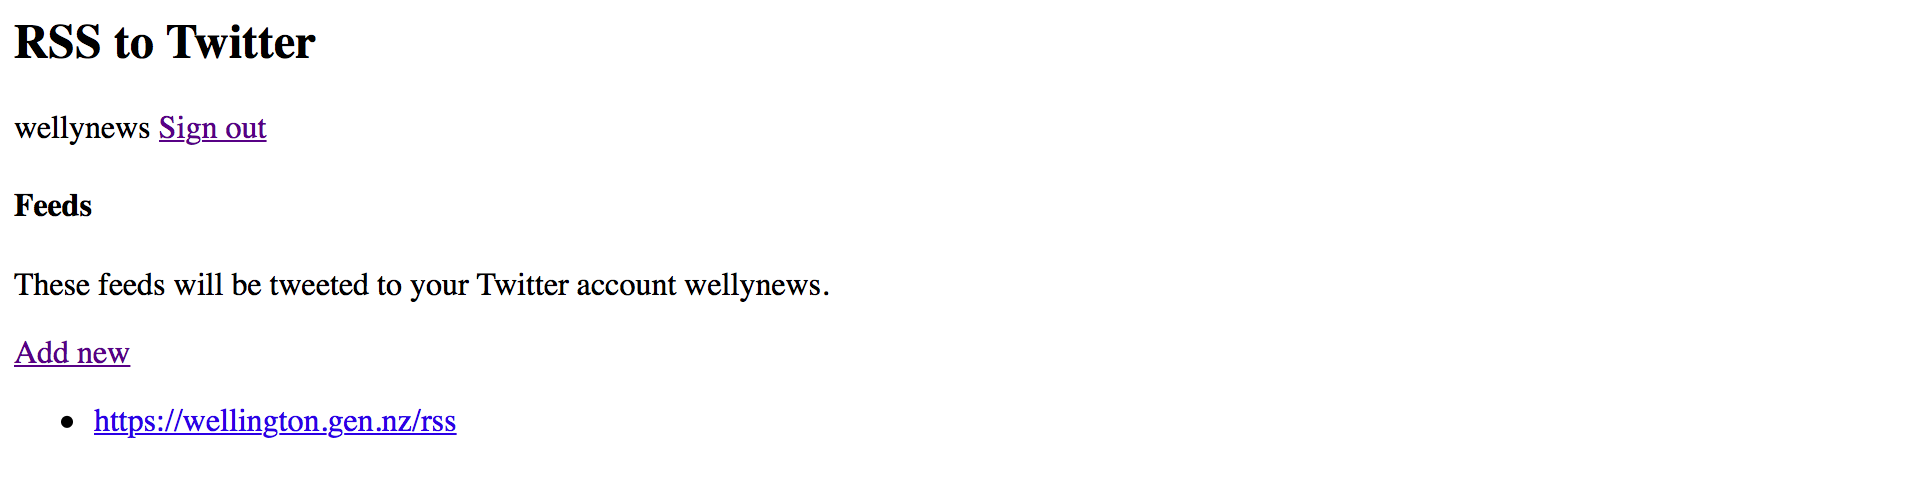 RSS to Twitter
wellynews Sign out
Feeds
These feeds will be tweeted to your Twitter account wellynews.
Add new
https://wellington.gen.nz/rss